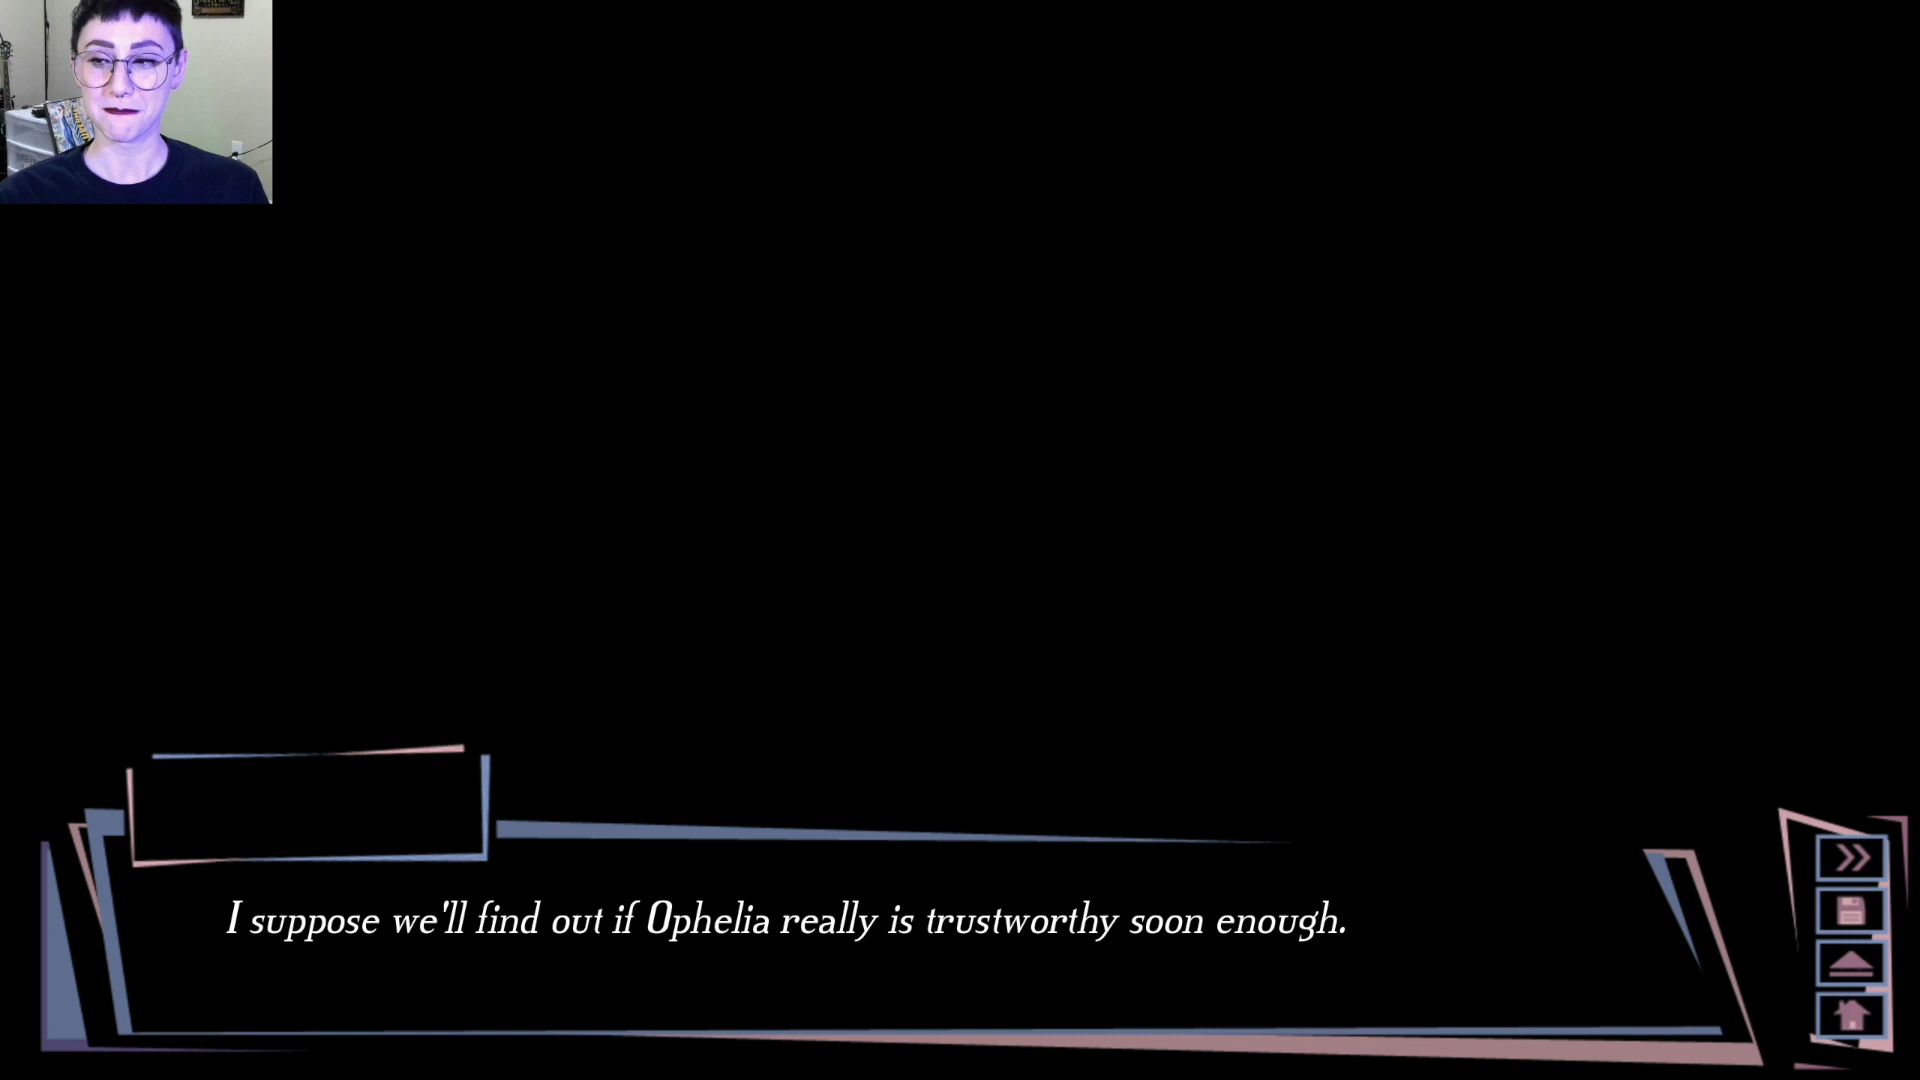 I suppose we'll find out if Ophelia really is trustworthy soon enough.